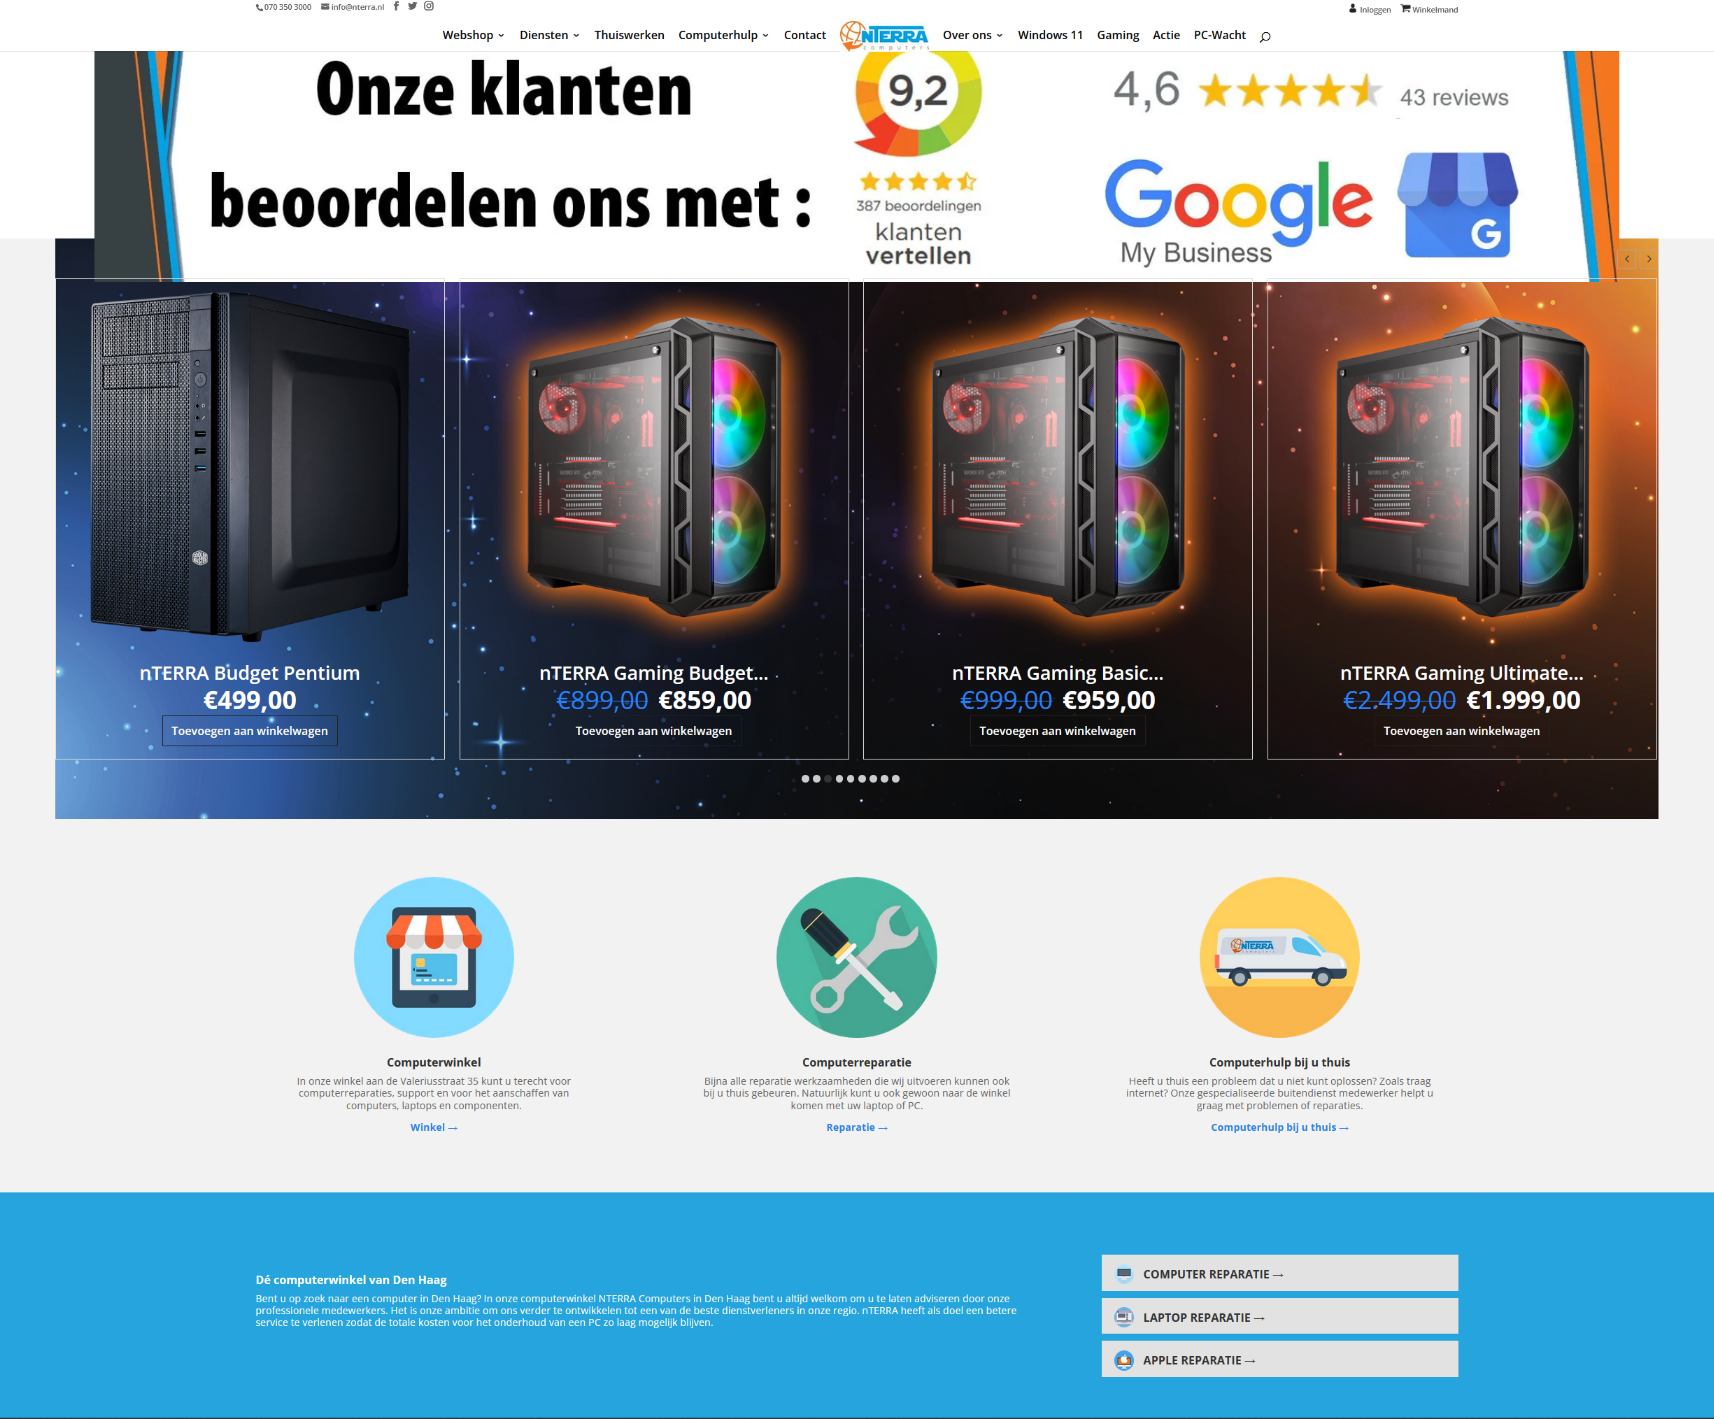 070 350 3000 info@nterra.nl
Inloggen Winkelmand
Webshop Diensten Thuiswerken Computerhulp Contact NTERRA computers Over ons Windows 11 Gaming Actie PC-Wacht
Onze klanten
beoordelen ons met :
9,2
387 beoordelingen
klanten
vertellen
4,6 43 reviews
Google
My Business
G
nTERRA Budget Pentium
€499,00
Toevoegen aan winkelwagen
nTERRA Gaming Budget...
€899,00 €859,00
Toevoegen aan winkelwagen
nTERRA Gaming Basic...
€999,00 €959,00
Toevoegen aan winkelwagen
nTERRA Gaming Ultimate...
€2.499,00 €1.999,00
Toevoegen aan winkelwagen
Computerwinkel
In onze winkel aan de Valeriusstraat 35 kunt u terecht voor
computerreparaties, support en voor het aanschaffen van
computers, laptops en componenten.
Winkel →
Computerreparatie
Bijna alle reparatie werkzaamheden die wij uitvoeren kunnen ook
bij u thuis gebeuren. Natuurlijk kunt u ook gewoon naar de winkel
komen met uw laptop of PC.
Reparatie →
NTERRA
Computerhulp bij u thuis
Heeft u thuis een probleem dat u niet kunt oplossen? Zoals traag
internet? Onze gespecialiseerde buitendienst medewerker helpt u
graag met problemen of reparaties.
Computerhulp bij u thuis →
Dé computerwinkel van Den Haag
Bent u op zoek naar een computer in Den Haag? In onze computerwinkel NTERRA Computers in Den Haag bent u altijd welkom om u te laten adviseren door onze
professionele medewerkers. Het is onze ambitie om ons verder te ontwikkelen tot een van de beste dienstverleners in onze regio. nTERRA heeft als doel een betere
service te verlenen zodat de totale kosten voor het onderhoud van een PC zo laag mogelijk blijven.
COMPUTER REPARATIE →
LAPTOP REPARATIE →
APPLE REPARATIE →